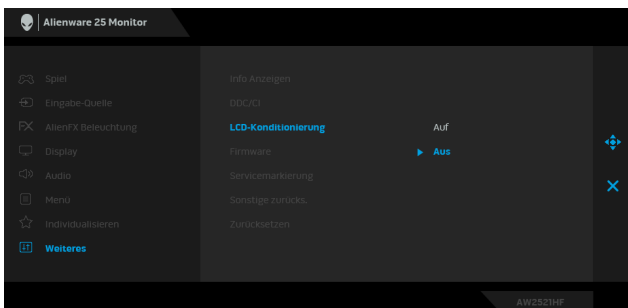 Alienware 25 Monitor
Spiel
Eingabe-Quelle
AlienFX Beleuchtung
Display
Audio
Menü
Individualisieren
Weiteres
Info Anzeigen
DDC/CI
LCD-Konditionierung
Auf
Firmware
Aus
Servicemarkierung
Sonstige zurücks.
Zurücksetzen
AW2521HF